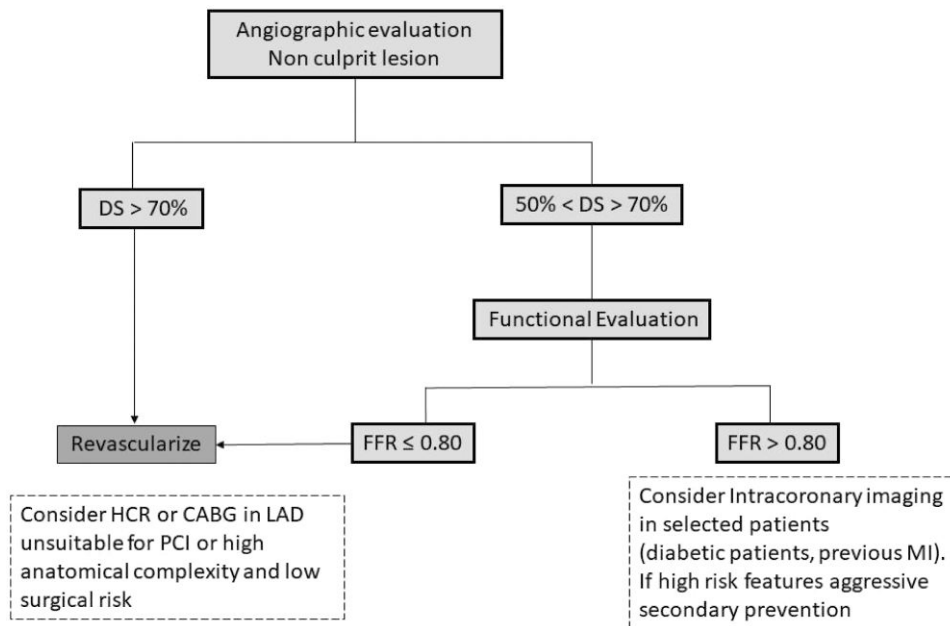 Angiographic evaluation
Non culprit lesion
DS > 70%
50% < DS > 70%
Functional Evaluation
Revascularize
FFR ≤ 0.80
FFR > 0.80
Consider HCR or CABG in LAD
unsuitable for PCI or high
anatomical complexity and low
surgical risk
Consider Intracoronary imaging
in selected patients
(diabetic patients, previous MI).
If high risk features aggressive
secondary prevention